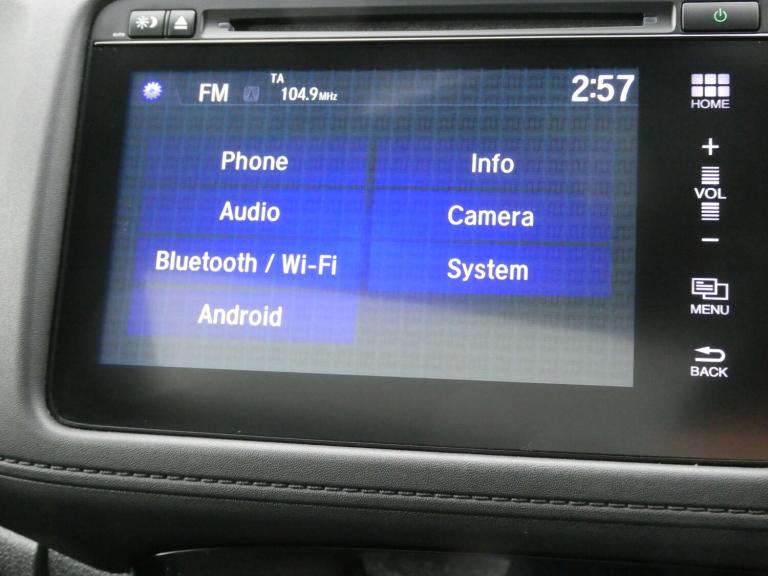 FM TA 104.9MHz 2:57
Phone Info
Audio Camera
Bluetooth / Wi-Fi System
Android
HOME
+
VOL
−
MENU
BACK